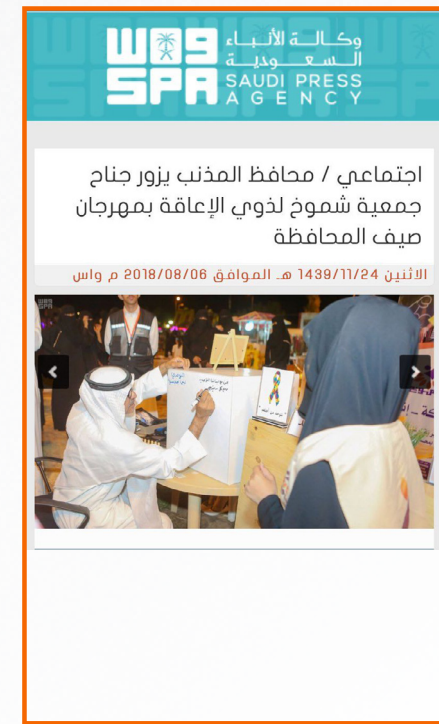 واس
وكالة الأنباء
السعودية
SPA
SAUDI PRESS
AGENCY
اجتماعي / محافظ المذنب يزور جناح
جمعية شموخ لذوي الإعاقة بمهرجان
صيف المحافظة
الاثنين 1439/11/24 هـ الموافق 2018/08/06 م واس